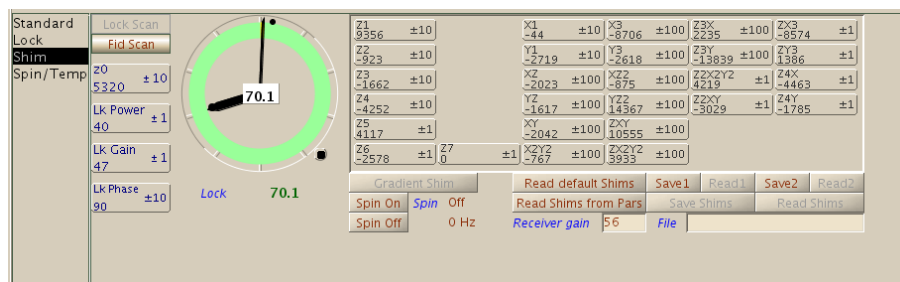 Standard
Lock
Shim
Spin/Temp
Lock Scan
Fid Scan
Z0
5320 ±10
Lk Power
40 ±1
Lk Gain
47 ±1
Lk Phase
90 ±10
70.1
Lock 70.1
Z1
9356 ±10
X1
-44 ±10
X3
-8706 ±100
Z3X
2235 ±100
ZX3
-8574 ±1
Z2
-923 ±10
Y1
-2719 ±10
Y3
-2618 ±100
Z3Y
-13839 ±100
ZY3
1386 ±1
Z3
-1662 ±10
XZ
-2023 ±100
XZ2
-875 ±100
Z2X2Y2
4219 ±1
Z4X
-4463 ±1
Z4
-4252 ±10
YZ
-1617 ±100
YZ2
14367 ±100
Z2XY
-3029 ±1
Z4Y
-1785 ±1
Z5
4117 ±1
XY
-2042 ±100
ZXY
10555 ±100
Z6
-2578 ±1
Z7
0 ±1
X2Y2
-767 ±100
ZX2Y2
3933 ±100
Gradient Shim
Read default Shims Save1 Read1 Save2 Read2
Spin On Spin Off
Read Shims from Pars Save Shims Read Shims
Spin Off 0 Hz
Receiver gain 56 File